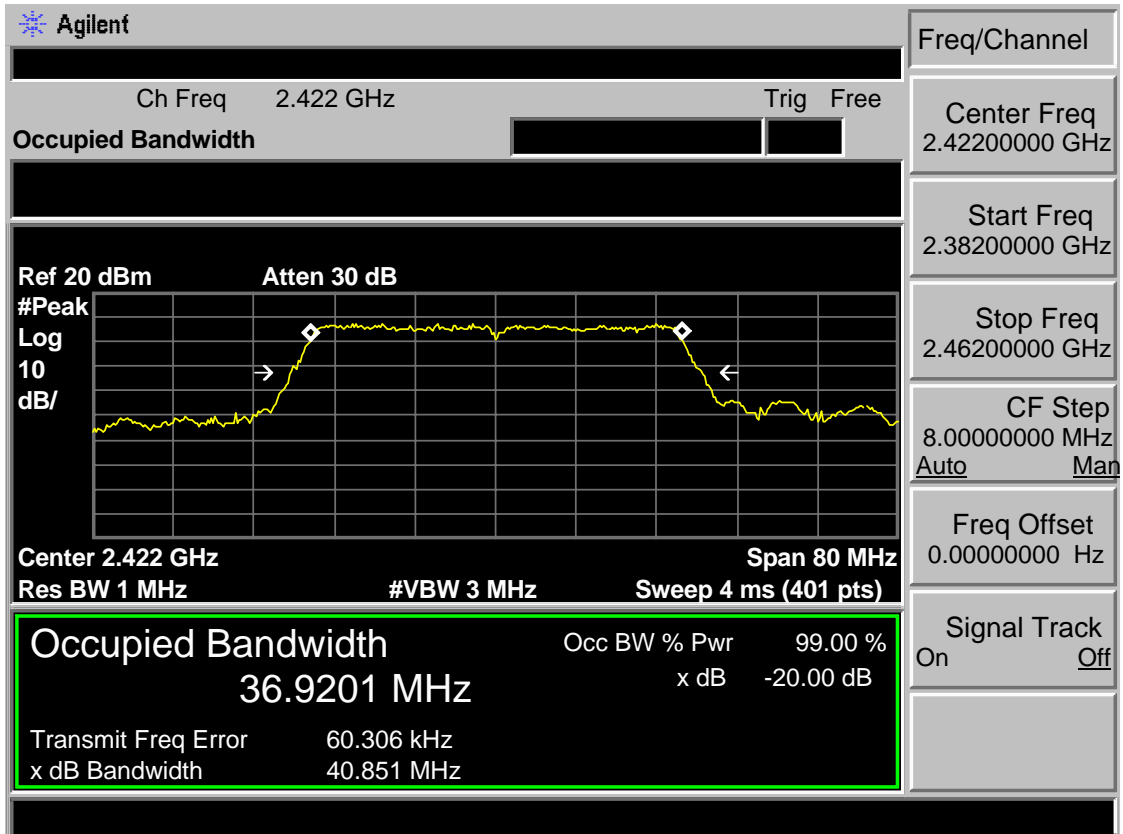 Agilent
Freq/Channel
Ch Freq 2.422 GHz Trig Free
Occupied Bandwidth
Center Freq
2.42200000 GHz
Start Freq
2.38200000 GHz
Stop Freq
2.46200000 GHz
CF Step
8.00000000 MHz
Auto Man
Freq Offset
0.00000000 Hz
Signal Track
On Off
Ref 20 dBm Atten 30 dB
#Peak
Log
10
dB/
Center 2.422 GHz Span 80 MHz
Res BW 1 MHz #VBW 3 MHz Sweep 4 ms (401 pts)
Occupied Bandwidth
36.9201 MHz
Occ BW % Pwr 99.00 %
x dB -20.00 dB
Transmit Freq Error 60.306 kHz
x dB Bandwidth 40.851 MHz